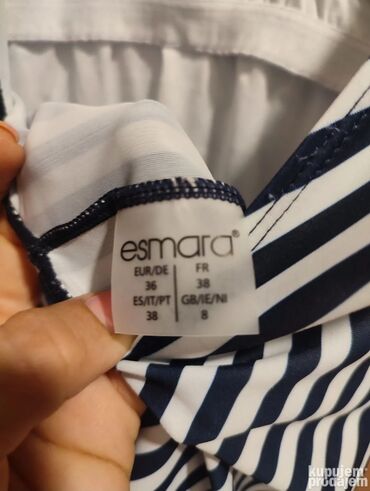 esmara®
EUR/DE FR
36 38
ES/IT/PT GB/IE/NI
38 8
kupujem
prodajem